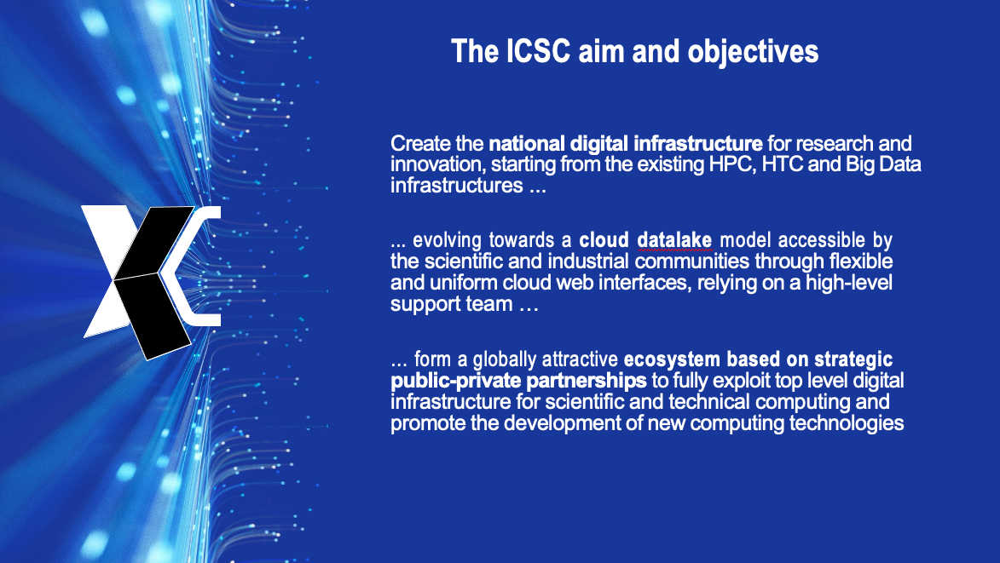 The ICSC aim and objectives
Create the national digital infrastructure for research and
innovation, starting from the existing HPC, HTC and Big Data
infrastructures ...
... evolving towards a cloud datalake model accessible by
the scientific and industrial communities through flexible
and uniform cloud web interfaces, relying on a high-level
support team …
… form a globally attractive ecosystem based on strategic
public-private partnerships to fully exploit top level digital
infrastructure for scientific and technical computing and
promote the development of new computing technologies